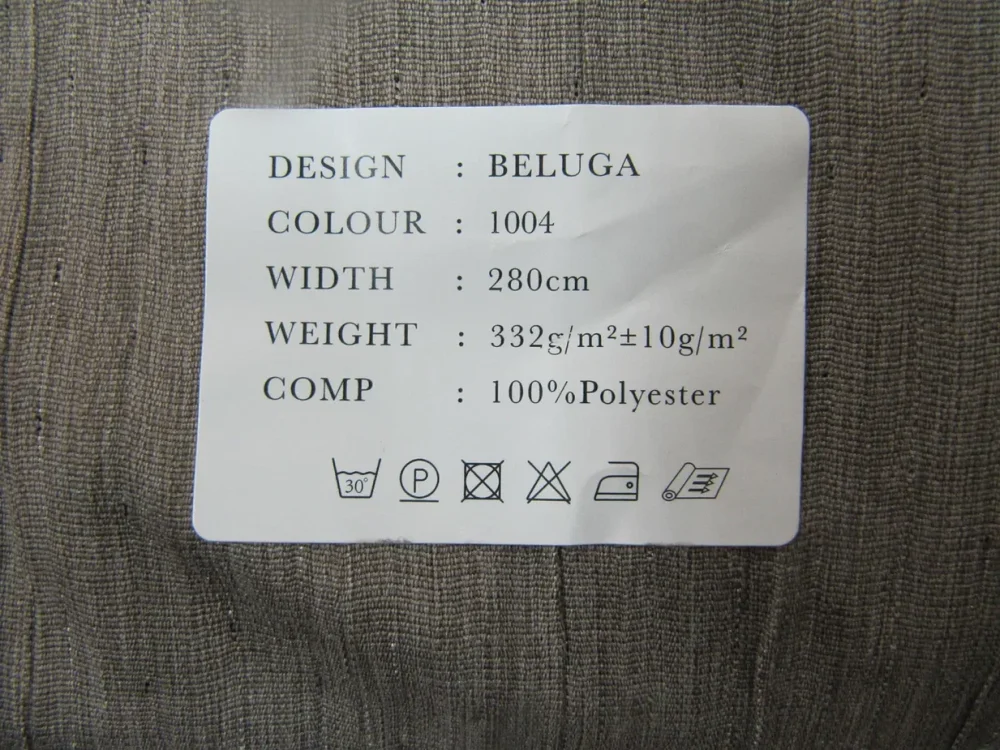 DESIGN : BELUGA
COLOUR : 1004
WIDTH : 280cm
WEIGHT : 332g/m²±10g/m²
COMP : 100%Polyester
30° P